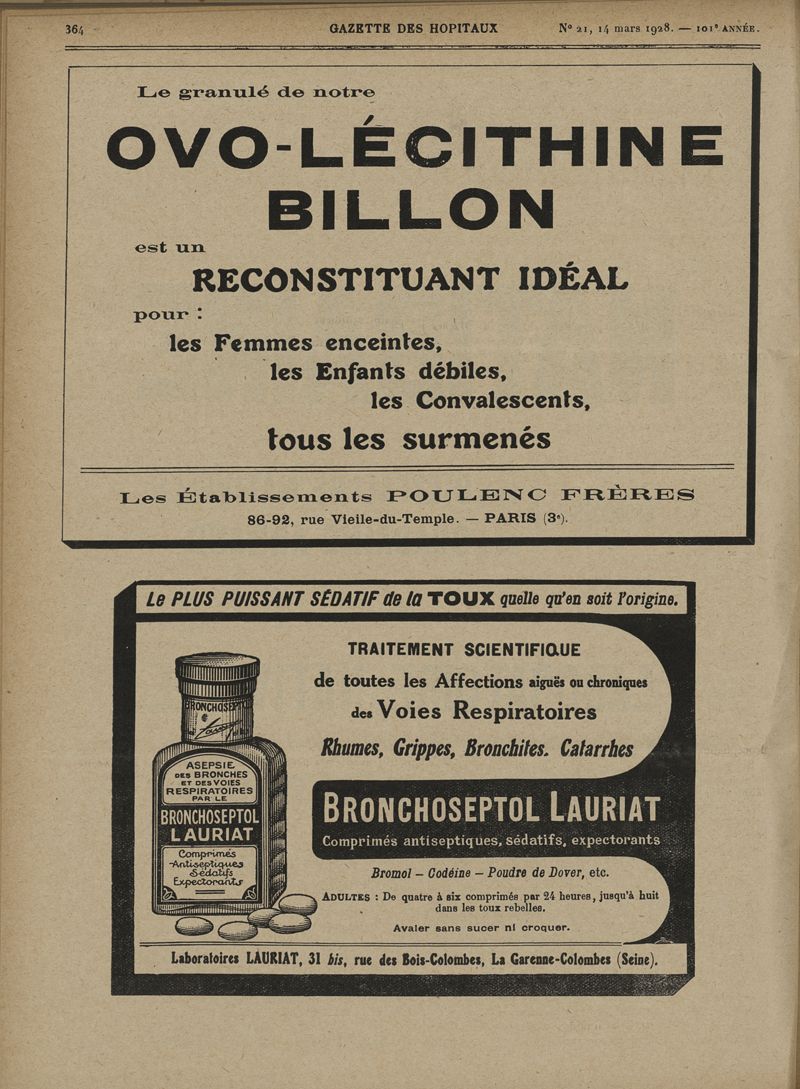 364
GAZETTE DES HOPITAUX
Nº 21, 14 mars 1928. — 101ᵉ ANNÉE.
Le granulé de notre
OVO-LÉCITHINE
BILLON
est un
RECONSTITUANT IDÉAL
pour :
les Femmes enceintes,
les Enfants débiles,
les Convalescents,
tous les surmenés
Les Établissements POULENC FRÈRES
86-92, rue Vieile-du-Temple. — PARIS (3ᵉ).
Le PLUS PUISSANT SÉDATIF de la TOUX quelle qu'en soit l'origine.
TRAITEMENT SCIENTIFIQUE
de toutes les Affections aiguës ou chroniques
des Voies Respiratoires
Rhumes, Grippes, Bronchites. Catarrhes
BRONCHOSEPTOL LAURIAT
Comprimés antiseptiques, sédatifs, expectorants
Bromol — Codéine — Poudre de Dover, etc.
ADULTES : De quatre à six comprimés par 24 heures, jusqu'à huit
dans les toux rebelles.
Avaler sans sucer ni croquer.
BRONCHOSEP
ASEPSIE
DES BRONCHES
ET DES VOIES
RESPIRATOIRES
PAR LE
BRONCHOSEPTOL
LAURIAT
Comprimés
Antiseptiques
Sédatifs
Expectorants
Laboratoires LAURIAT, 31 bis, rue des Bois-Colombes, La Garenne-Colombes (Seine).